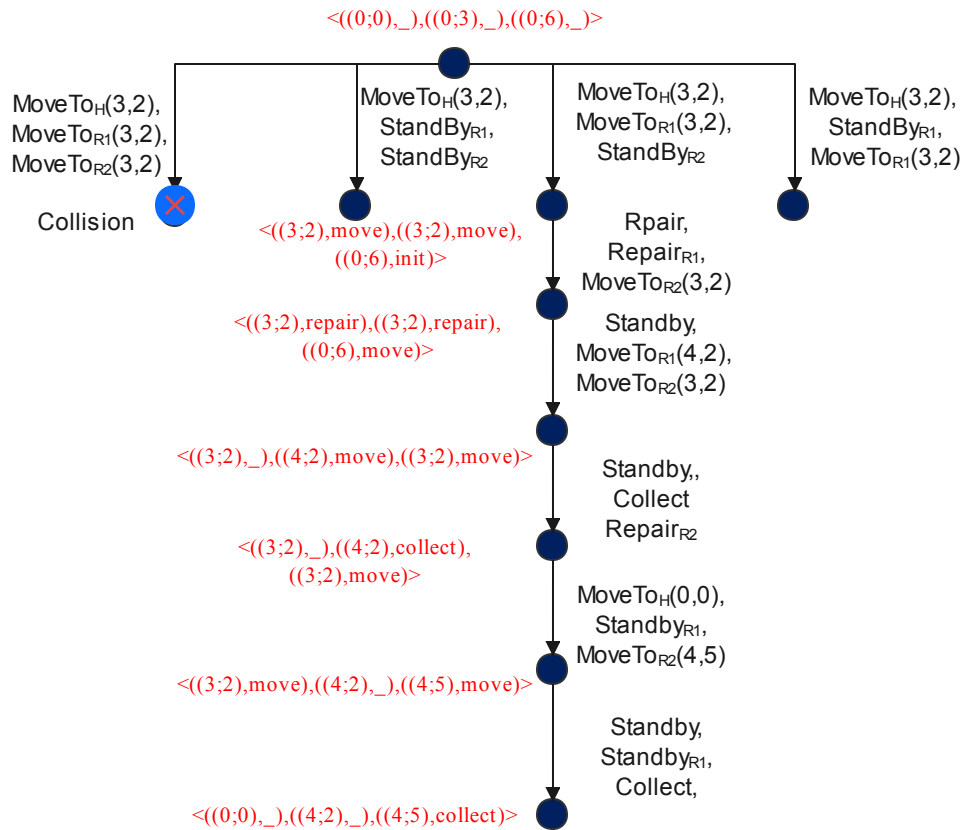 <((0;0),_),((0;3),_),((0;6),_)>
MoveToH(3,2),
MoveToR1(3,2),
MoveToR2(3,2)
MoveToH(3,2),
StandByR1,
StandByR2
MoveToH(3,2),
MoveToR1(3,2),
StandByR2
MoveToH(3,2),
StandByR1,
MoveToR1(3,2)
Collision
<((3;2),move),((3;2),move),
((0;6),init)>
Rpair,
RepairR1,
MoveToR2(3,2)
<((3;2),repair),((3;2),repair),
((0;6),move)>
Standby,
MoveToR1(4,2),
MoveToR2(3,2)
<((3;2),_),((4;2),move),((3;2),move)>
Standby,,
Collect
RepairR2
<((3;2),_),((4;2),collect),
((3;2),move)>
MoveToH(0,0),
StandbyR1,
MoveToR2(4,5)
<((3;2),move),((4;2),_),((4;5),move)>
Standby,
StandbyR1,
Collect,
<((0;0),_),((4;2),_),((4;5),collect)>